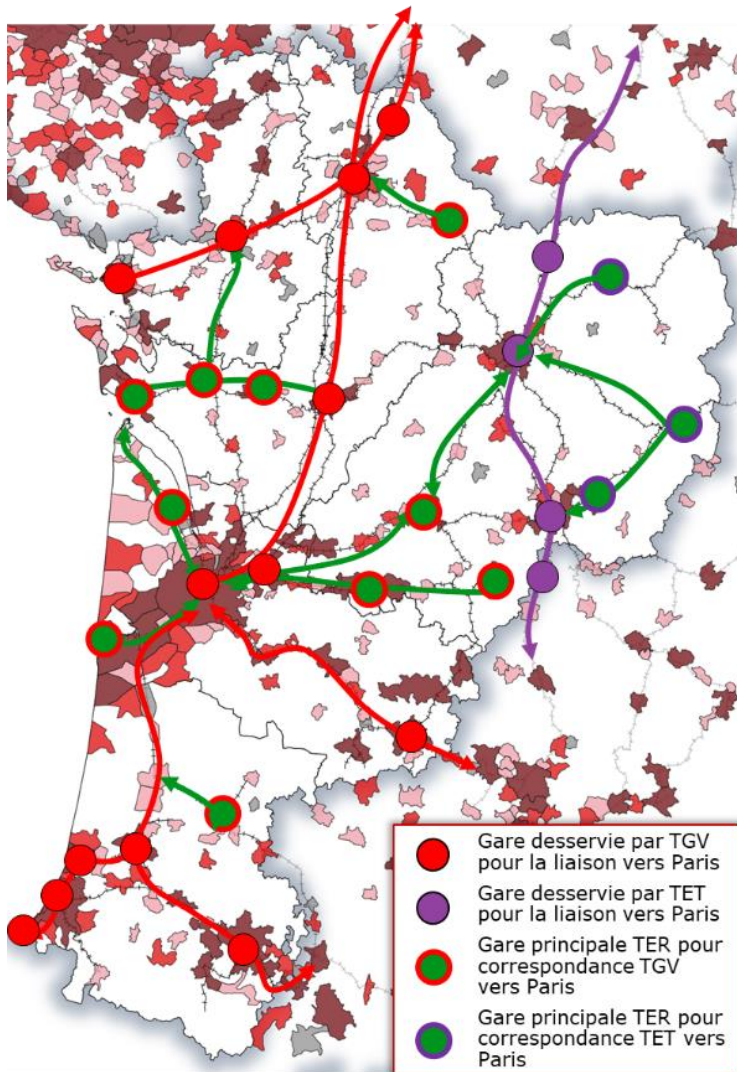 Gare desservie par TGV
pour la liaison vers Paris
Gare desservie par TET
pour la liaison vers Paris
Gare principale TER pour
correspondance TGV
vers Paris
Gare principale TER pour
correspondance TET vers
Paris